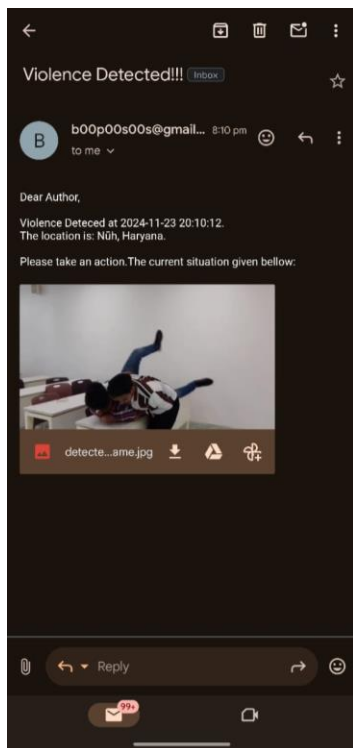 Violence Detected!!! Inbox
B
b00p00s00s@gmail... 8:10 pm
to me
Dear Author,
Violence Deteced at 2024-11-23 20:10:12.
The location is: Nūh, Haryana.
Please take an action.The current situation given bellow:
detecte...ame.jpg
Reply
99+